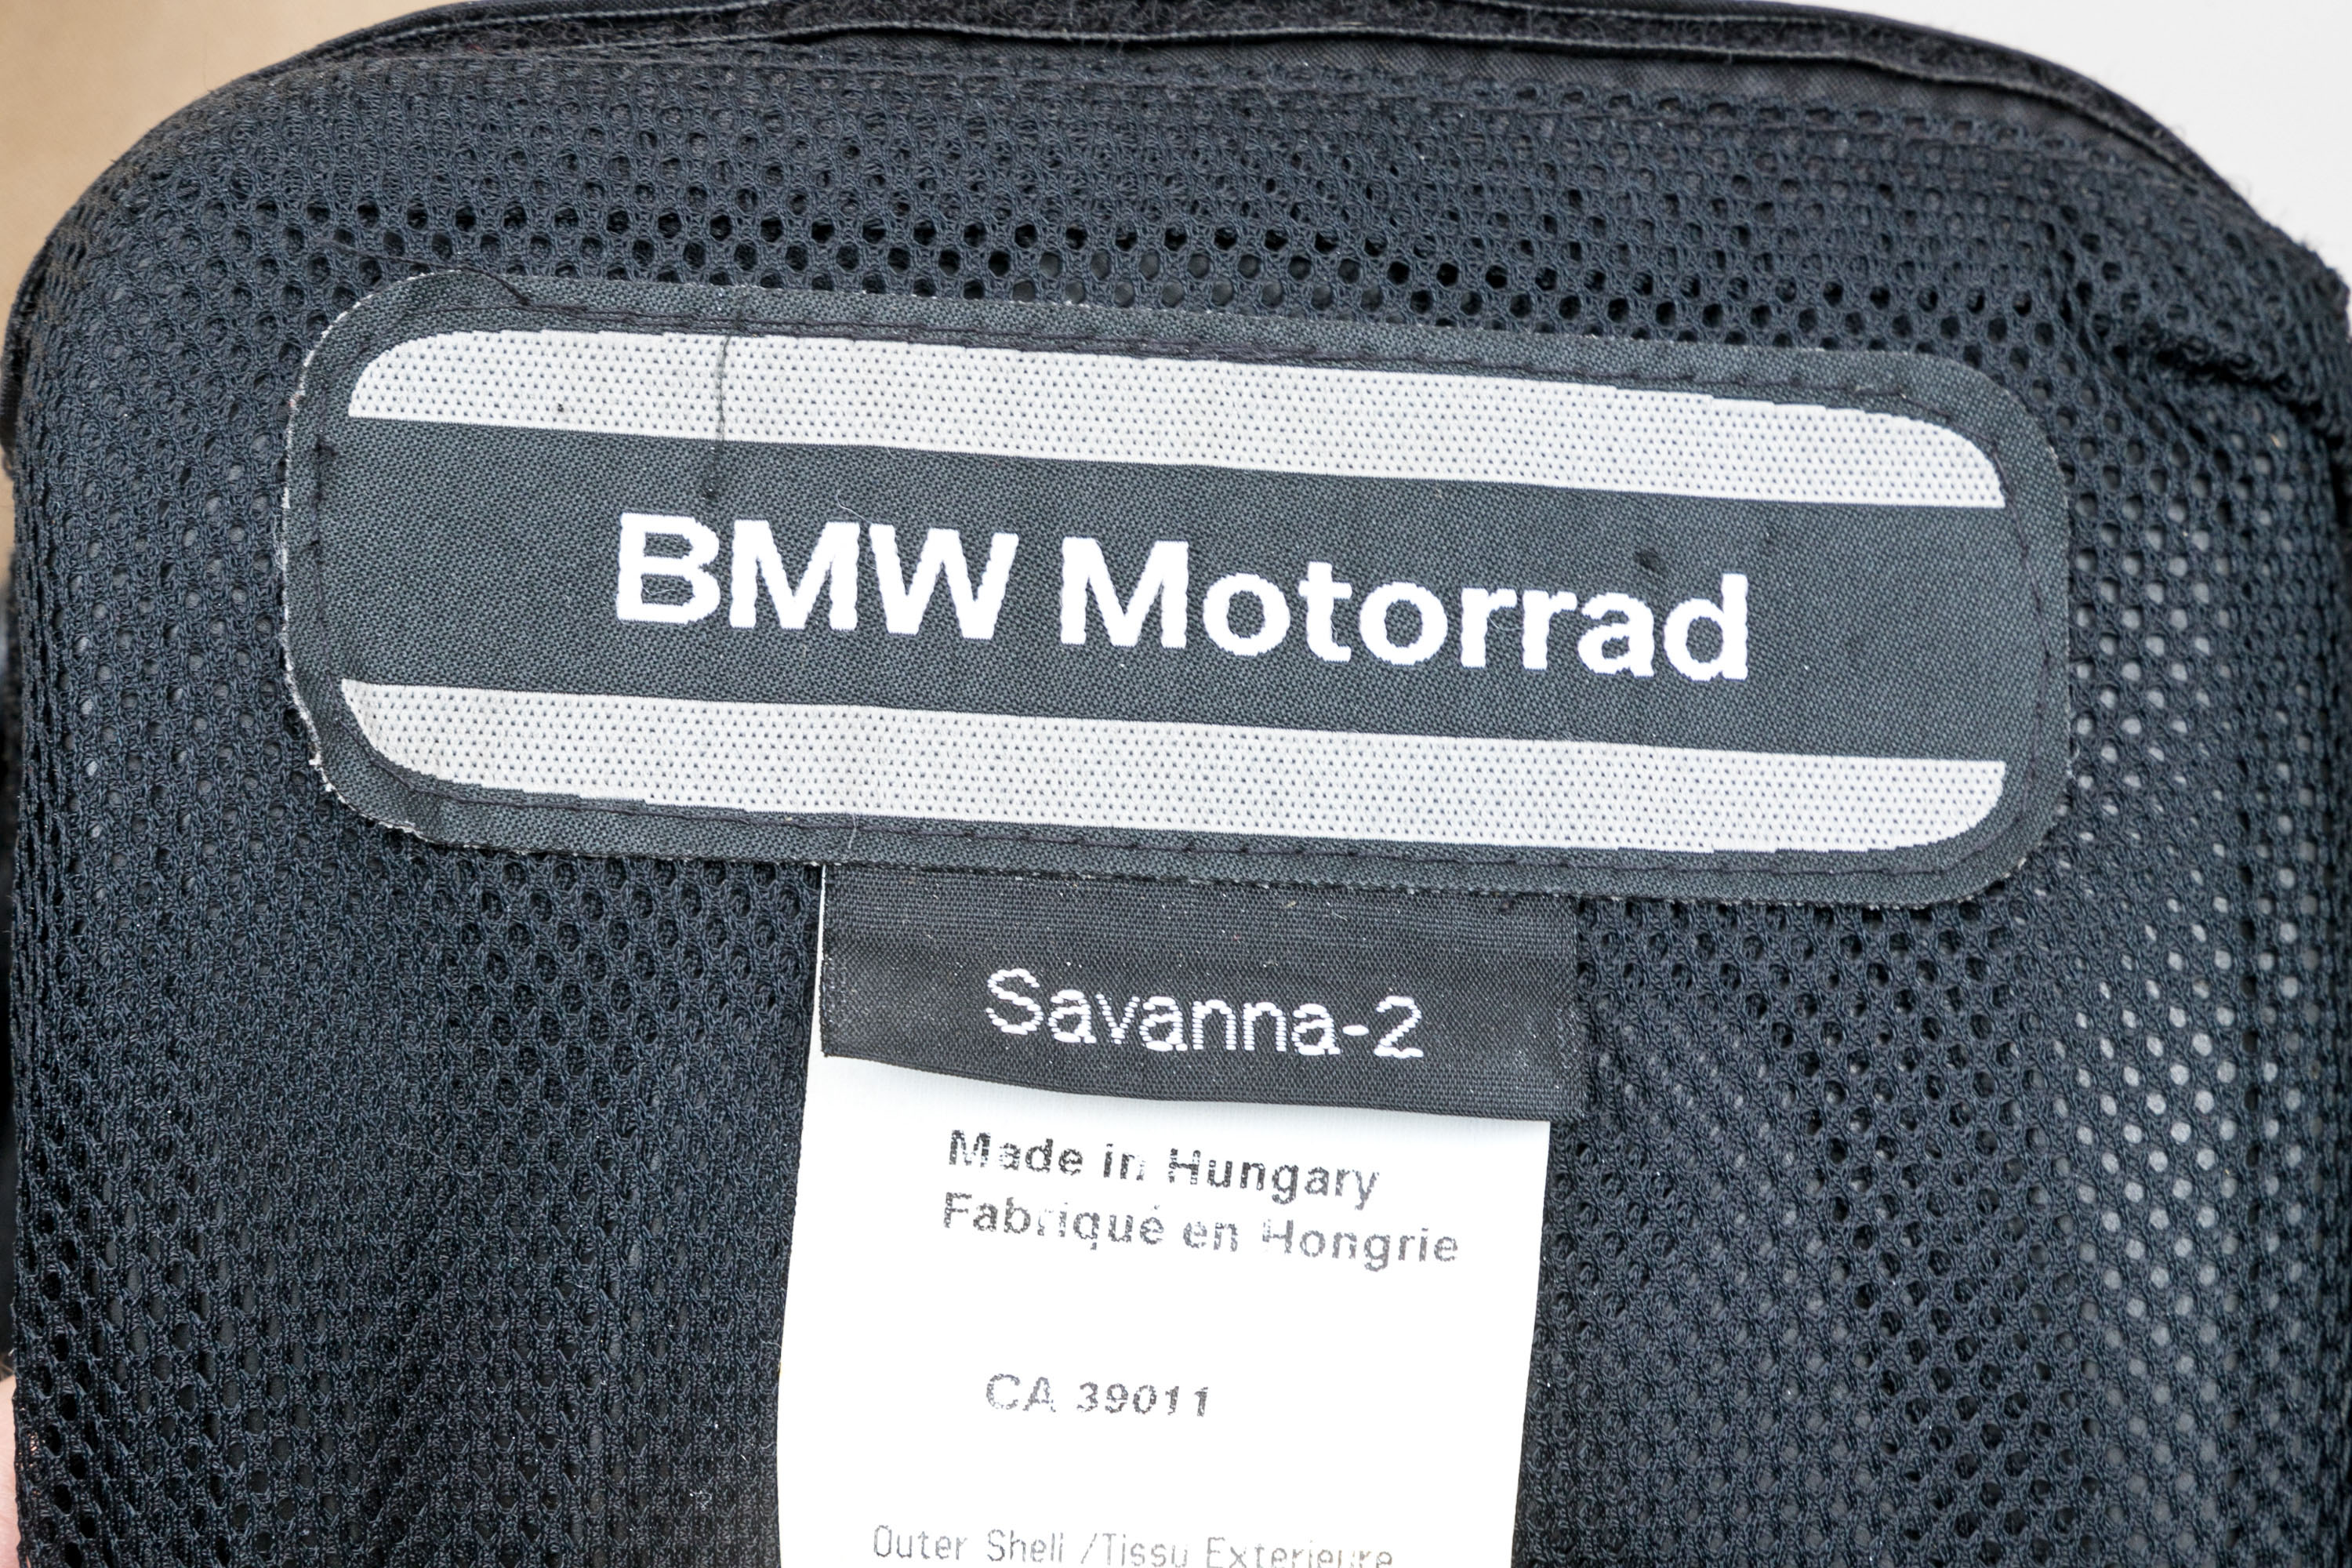 BMW Motorrad
Savanna-2
Made in Hungary
Fabriqué en Hongrie
CA 39011
Outer Shell /Tissu Exterieure